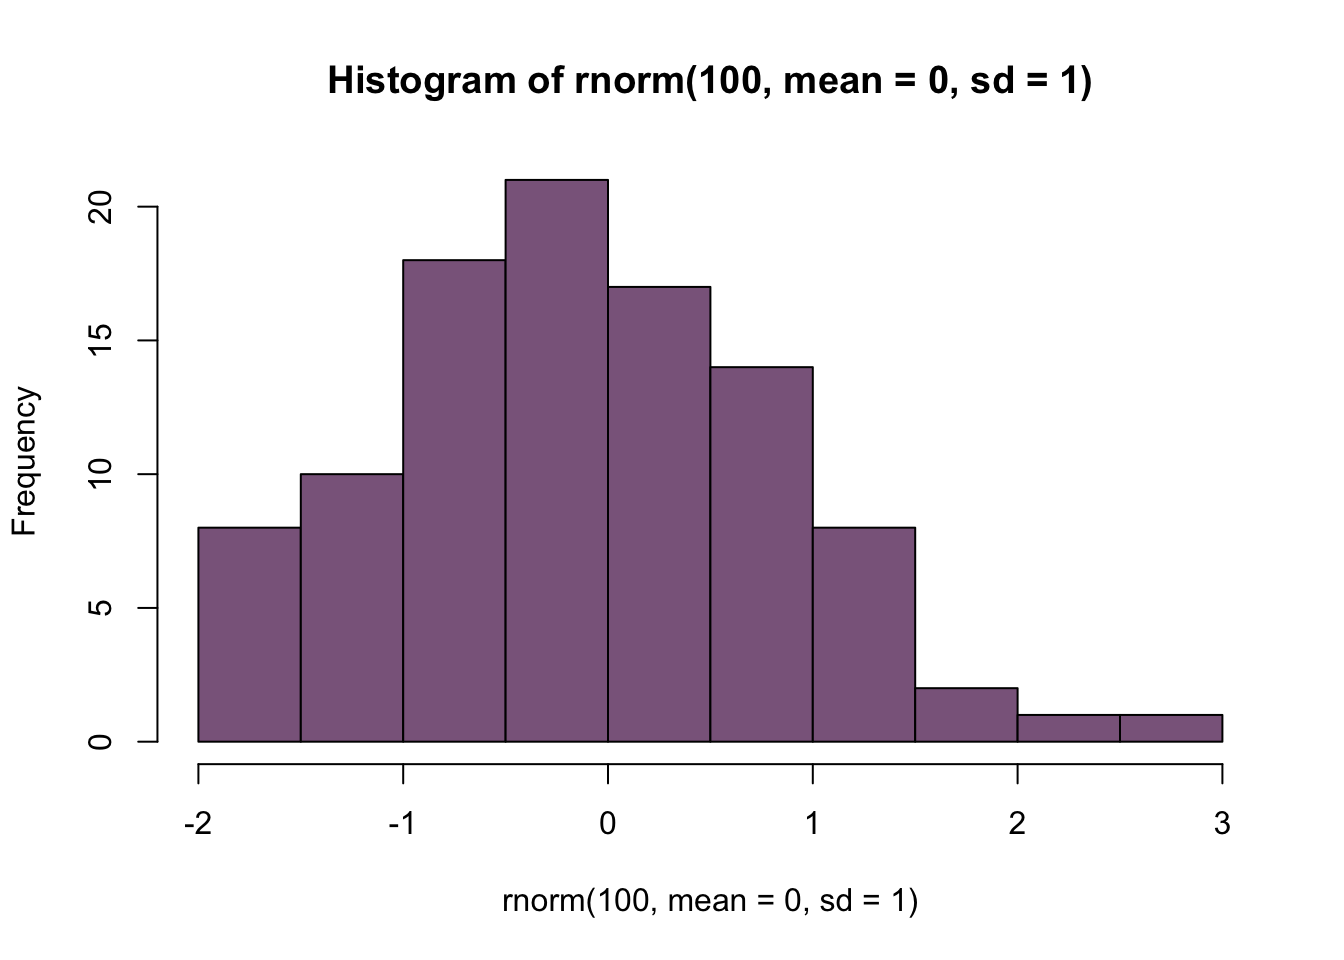 Histogram of rnorm(100, mean = 0, sd = 1)
20
15
10
5
0
Frequency
-2 -1 0 1 2 3
rnorm(100, mean = 0, sd = 1)